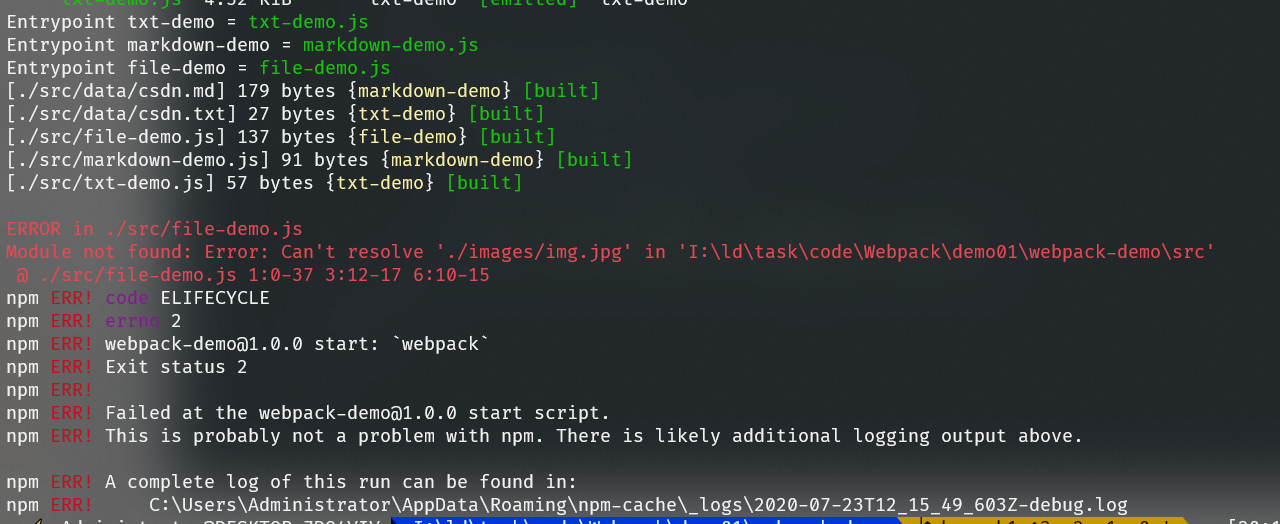 txt-demo.js 4.52 KiB txt-demo [emitted] txt-demo
Entrypoint txt-demo = txt-demo.js
Entrypoint markdown-demo = markdown-demo.js
Entrypoint file-demo = file-demo.js
[./src/data/csdn.md] 179 bytes {markdown-demo} [built]
[./src/data/csdn.txt] 27 bytes {txt-demo} [built]
[./src/file-demo.js] 137 bytes {file-demo} [built]
[./src/markdown-demo.js] 91 bytes {markdown-demo} [built]
[./src/txt-demo.js] 57 bytes {txt-demo} [built]
ERROR in ./src/file-demo.js
Module not found: Error: Can't resolve './images/img.jpg' in 'I:\ld\task\code\Webpack\demo01\webpack-demo\src'
@ ./src/file-demo.js 1:0-37 3:12-17 6:10-15
npm ERR! code ELIFECYCLE
npm ERR! errno 2
npm ERR! webpack-demo@1.0.0 start: `webpack`
npm ERR! Exit status 2
npm ERR!
npm ERR! Failed at the webpack-demo@1.0.0 start script.
npm ERR! This is probably not a problem with npm. There is likely additional logging output above.
npm ERR! A complete log of this run can be found in:
npm ERR! C:\Users\Administrator\AppData\Roaming\npm-cache\_logs\2020-07-23T12_15_49_603Z-debug.log